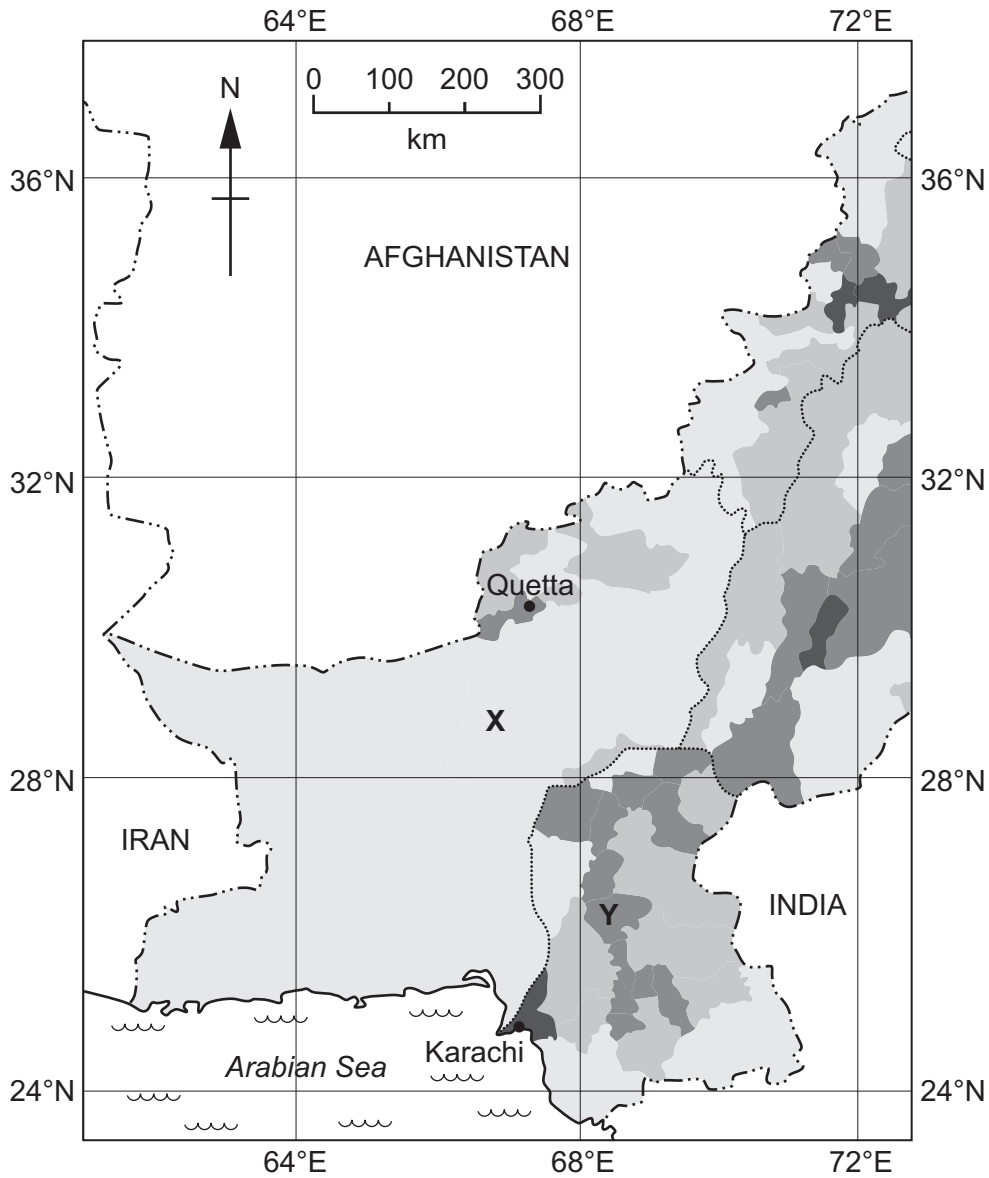 64°E 68°E 72°E
N
0 100 200 300
km
36°N 36°N
AFGHANISTAN
32°N 32°N
Quetta
X
28°N 28°N
IRAN
INDIA
Y
Karachi
Arabian Sea
24°N 24°N
64°E 68°E 72°E